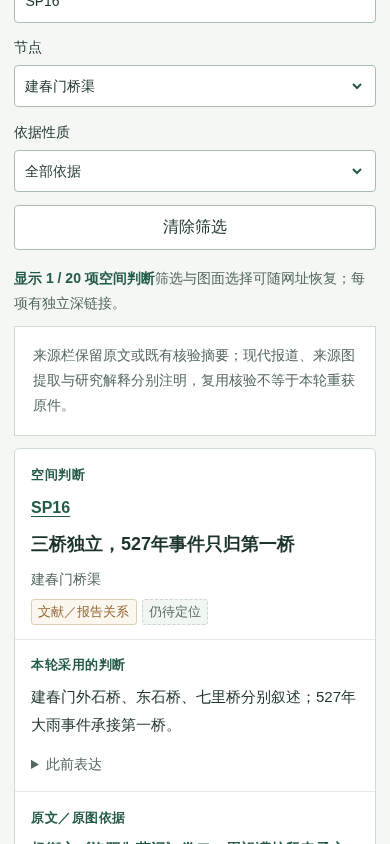 SP16
节点
建春门桥渠
依据性质
全部依据
清除筛选
显示 1 / 20 项空间判断筛选与图面选择可随网址恢复；每
项有独立深链接。
来源栏保留原文或既有核验摘要；现代报道、来源图
提取与研究解释分别注明，复用核验不等于本轮重获
原件。
空间判断
SP16
三桥独立，527年事件只归第一桥
建春门桥渠
文献／报告关系 仍待定位
本轮采用的判断
建春门外石桥、东石桥、七里桥分别叙述；527年
大雨事件承接第一桥。
此前表达
原文／原图依据